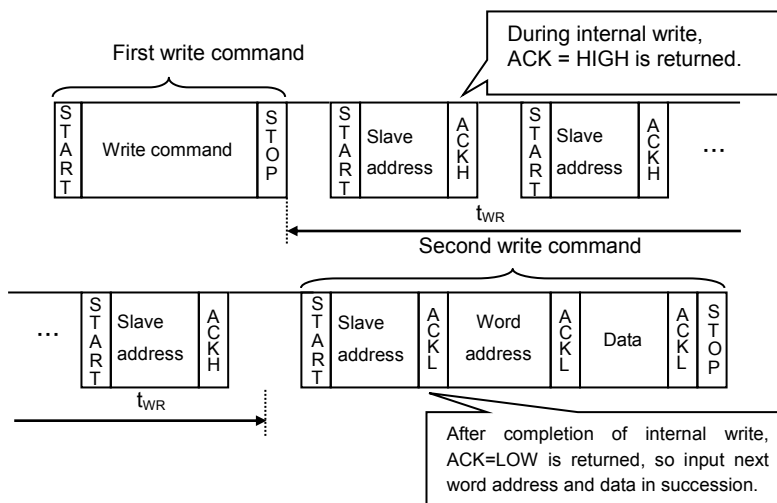 During internal write,
ACK = HIGH is returned.
First write command
START
Write command
STOP
START
Slave
address
ACKH
START
Slave
address
ACKH
...
tWR
Second write command
...
START
Slave
address
ACKH
START
Slave
address
ACKL
Word
address
ACKL
Data
ACKL
STOP
tWR
After completion of internal write,
ACK=LOW is returned, so input next
word address and data in succession.